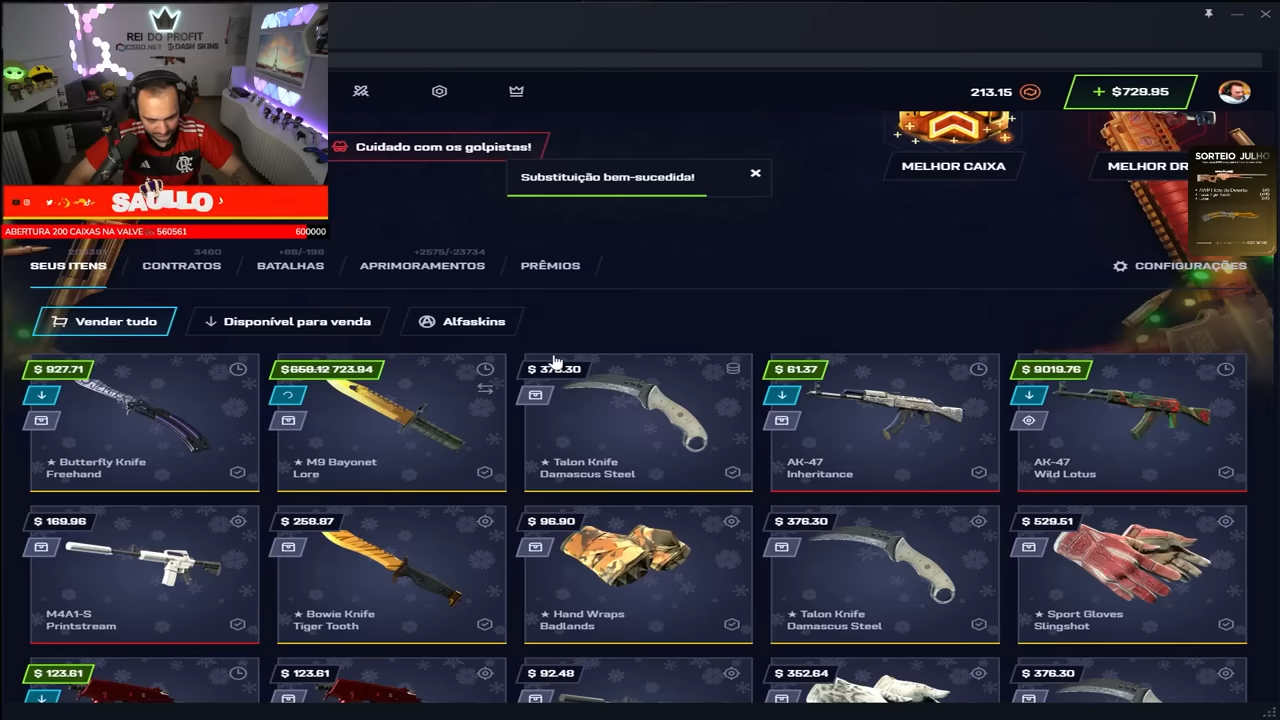 REI DO PROFIT
CSGO.NET DASH SKINS
SAULLO
ABERTURA 200 CAIXAS NA VALVE 560561
600000
213.15
+ $729.95
Cuidado com os golpistas!
Substituição bem-sucedida!
MELHOR CAIXA
MELHOR DR
SORTEIO JULHO
3460
+88/-198
+2575/-23734
SEUS ITENS
CONTRATOS
BATALHAS
APRIMORAMENTOS
PRÊMIOS
CONFIGURAÇÕES
Vender tudo
Disponível para venda
Alfaskins
$ 927.71
★ Butterfly Knife
Freehand
$ 658.12 723.94
★ M9 Bayonet
Lore
★ Talon Knife
Damascus Steel
$ 61.37
AK-47
Inheritance
$ 9019.76
AK-47
Wild Lotus
$ 169.96
M4A1-S
Printstream
$ 258.87
★ Bowie Knife
Tiger Tooth
$ 96.90
★ Hand Wraps
Badlands
$ 376.30
★ Talon Knife
Damascus Steel
$ 529.51
★ Sport Gloves
Slingshot
$ 123.61
$ 123.61
$ 92.48
$ 352.64
$ 376.30